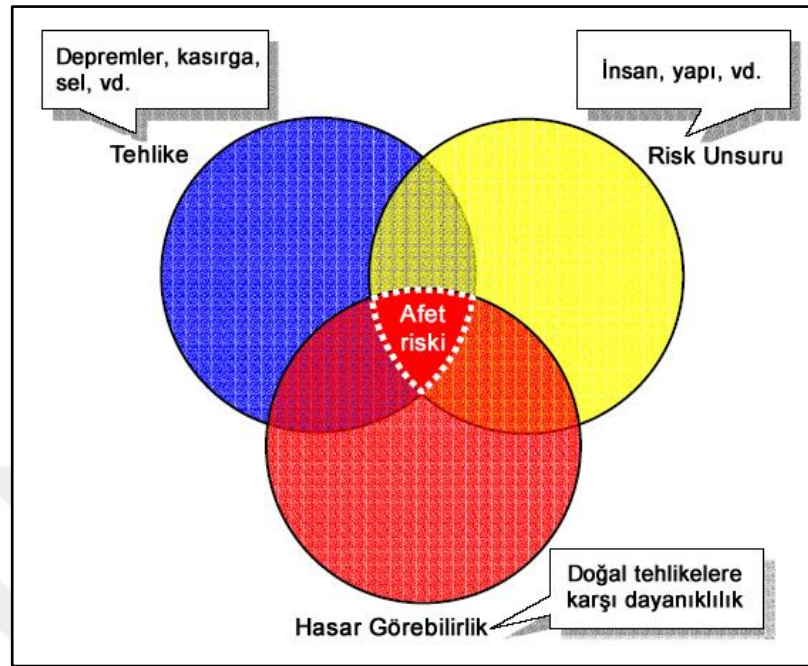 Depremler, kasırga,
sel, vd.
Tehlike
İnsan, yapı, vd.
Risk Unsuru
Afet
riski
Doğal tehlikelere
karşı dayanıklılık
Hasar Görebilirlik